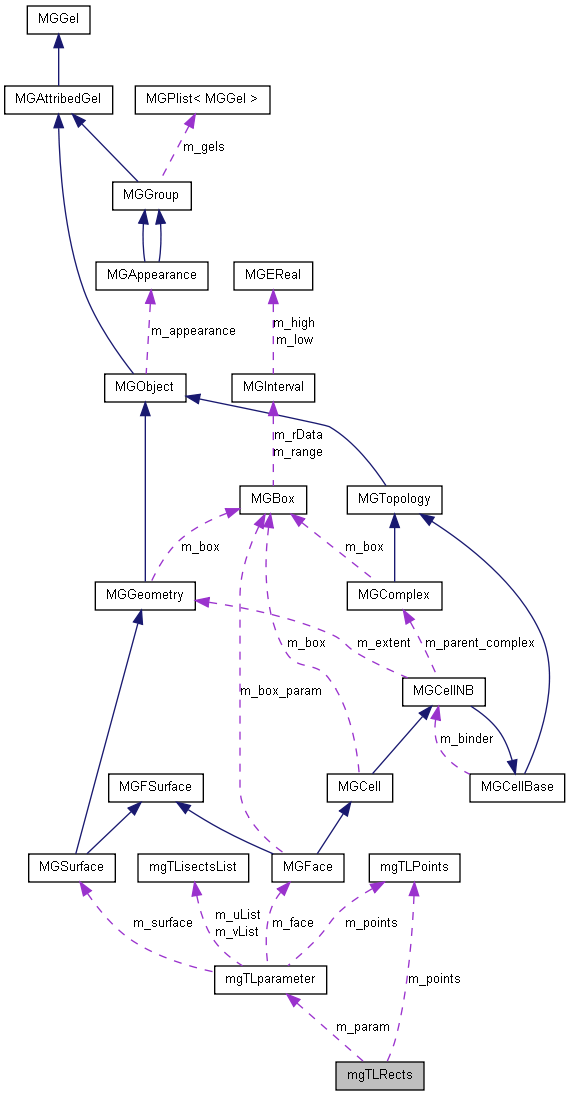 MGGel
MGAttribedGel
MGPlist< MGGel >
m_gels
MGGroup
MGAppearance
MGEReal
m_appearance
m_high
m_low
MGObject
MGInterval
m_rData
m_range
MGBox
MGTopology
m_box
m_box
MGGeometry
MGComplex
m_box
m_extent
m_parent_complex
m_box_param
MGCellNB
m_binder
MGFSurface
MGCell
MGCellBase
MGSurface
mgTLisectsList
MGFace
mgTLPoints
m_surface
m_uList
m_vList
m_face
m_points
mgTLparameter
m_points
m_param
mgTLRects